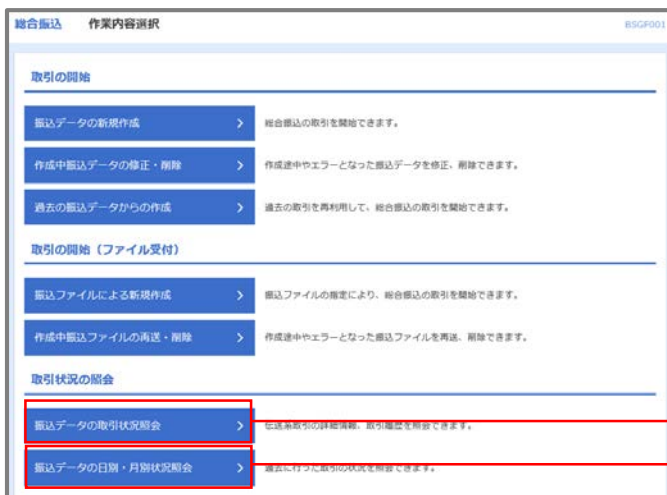 総合振込 作業内容選択 BSGF001
取引の開始
振込データの新規作成 総合振込の取引を開始できます。
作成中振込データの修正・削除 作成途中やエラーとなった振込データを修正、削除できます。
過去の振込データからの作成 過去の取引を再利用して、総合振込の取引を開始できます。
取引の開始（ファイル受付）
振込ファイルによる新規作成 振込ファイルの指定により、総合振込の取引を開始できます。
作成中振込ファイルの再送・削除 作成途中やエラーとなった振込ファイルを再送、削除できます。
取引状況の照会
振込データの取引状況照会 伝送系取引の詳細情報、取引履歴を照会できます。
振込データの日別・月別状況照会 過去に行った取引の状況を照会できます。